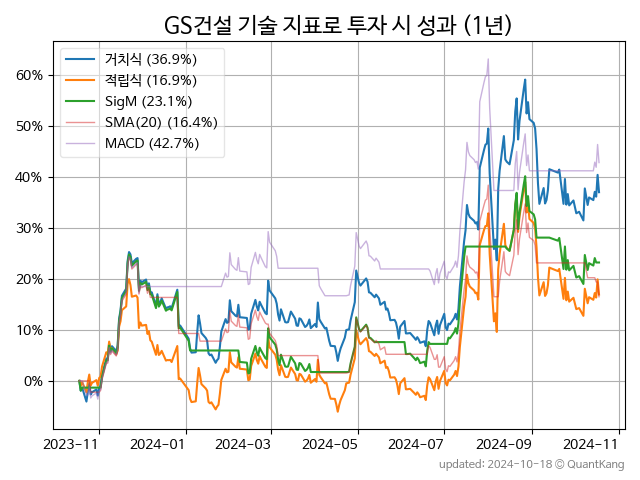 GS건설 기술 지표로 투자 시 성과 (1년)
거치식 (36.9%)
적립식 (16.9%)
SigM (23.1%)
SMA(20) (16.4%)
MACD (42.7%)
60%
50%
40%
30%
20%
10%
0%
2023-11 2024-01 2024-03 2024-05 2024-07 2024-09 2024-11
updated: 2024-10-18 © QuantKang